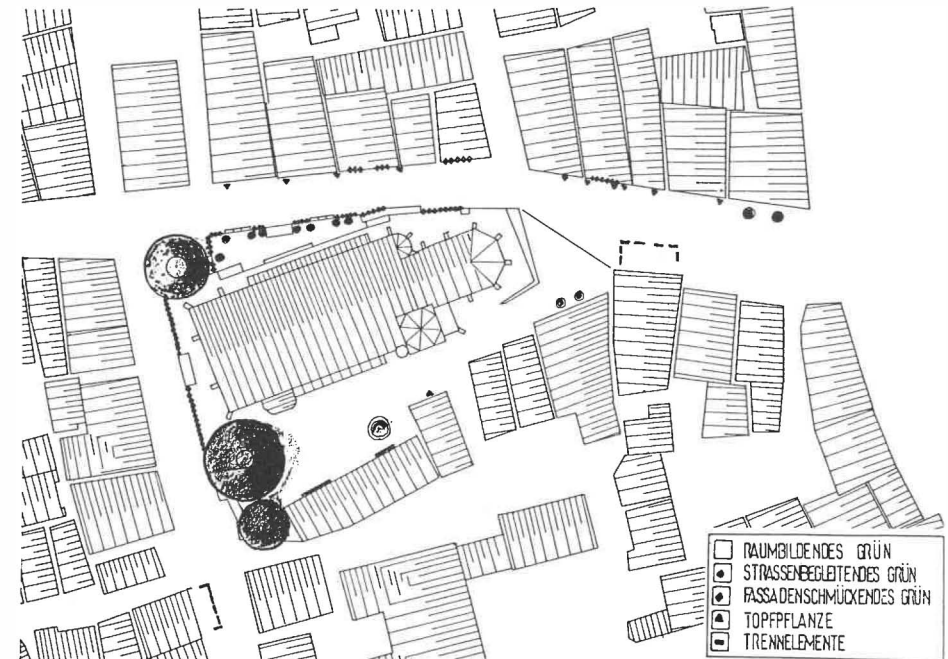 RAUMBILDENDES GRÜN
STRASSENBEGLEITENDES GRÜN
FASSADENSCHMÜCKENDES GRÜN
TOPFPFLANZE
TRENNELEMENTE